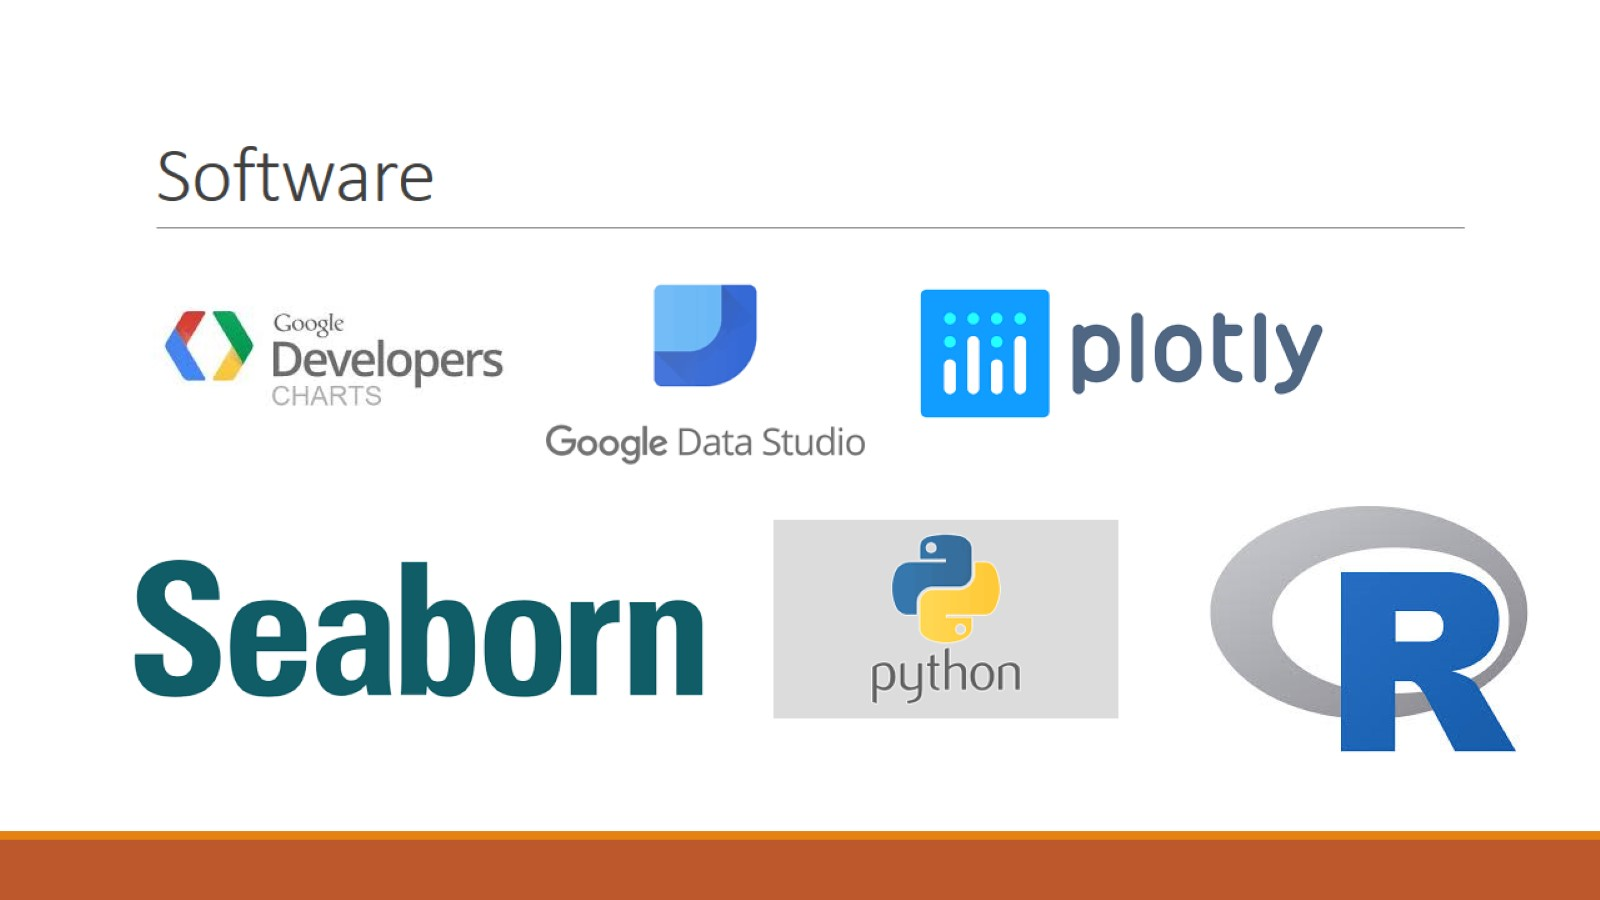 Software
Google
Developers
CHARTS
Google Data Studio
plotly
Seaborn
python
R